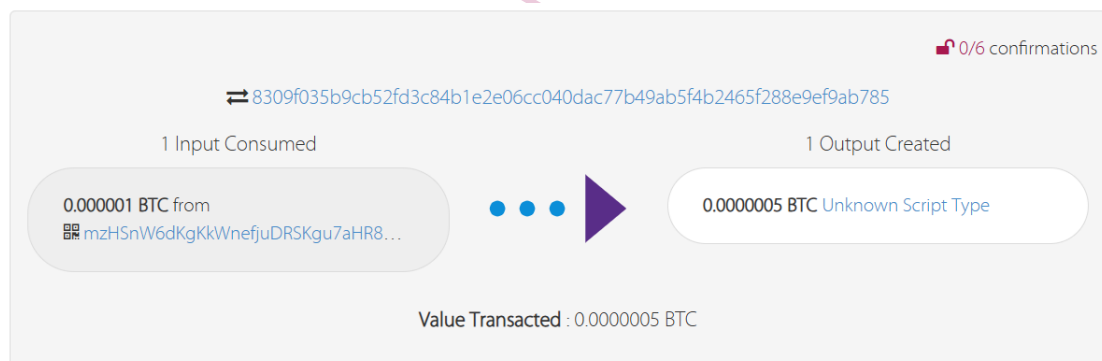 0/6 confirmations
8309f035b9cb52fd3c84b1e2e06cc040dac77b49ab5f4b2465f288e9ef9ab785
1 Input Consumed
1 Output Created
0.000001 BTC from
mzHSnW6dKgKkWnefjuDRSKgu7aHR8...
0.0000005 BTC Unknown Script Type
Value Transacted : 0.0000005 BTC